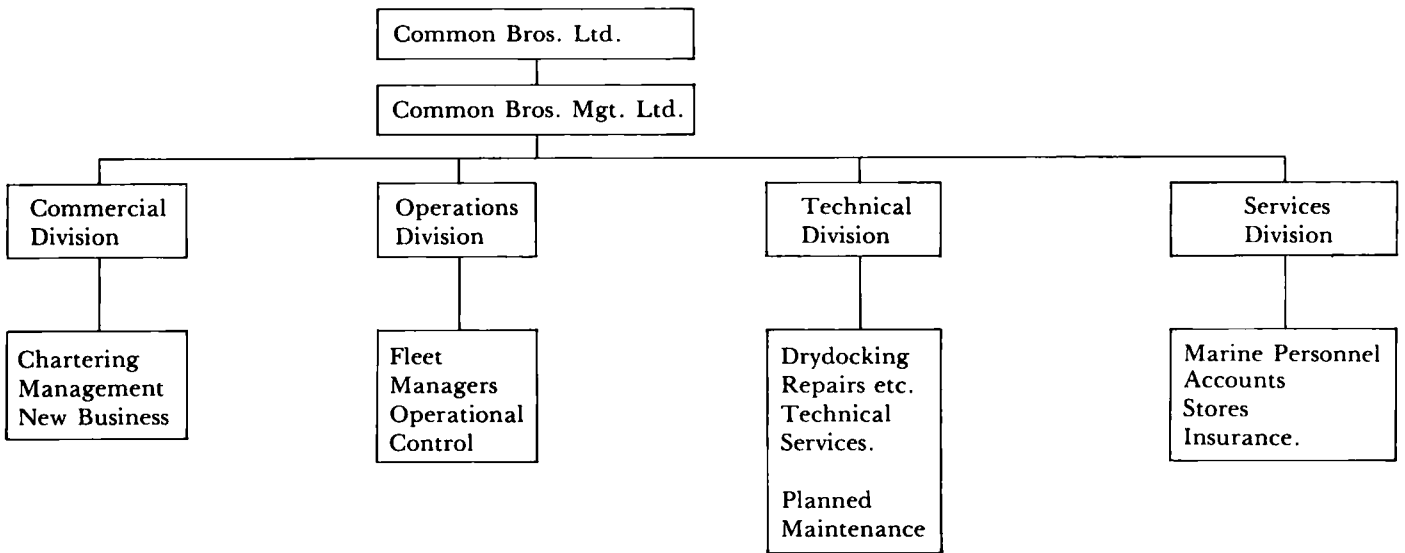 Common Bros. Ltd.
Common Bros. Mgt. Ltd.
Commercial
Division
Operations
Division
Technical
Division
Services
Division
Chartering
Management
New Business
Fleet
Managers
Operational
Control
Drydocking
Repairs etc.
Technical
Services.
Planned
Maintenance
Marine Personnel
Accounts
Stores
Insurance.